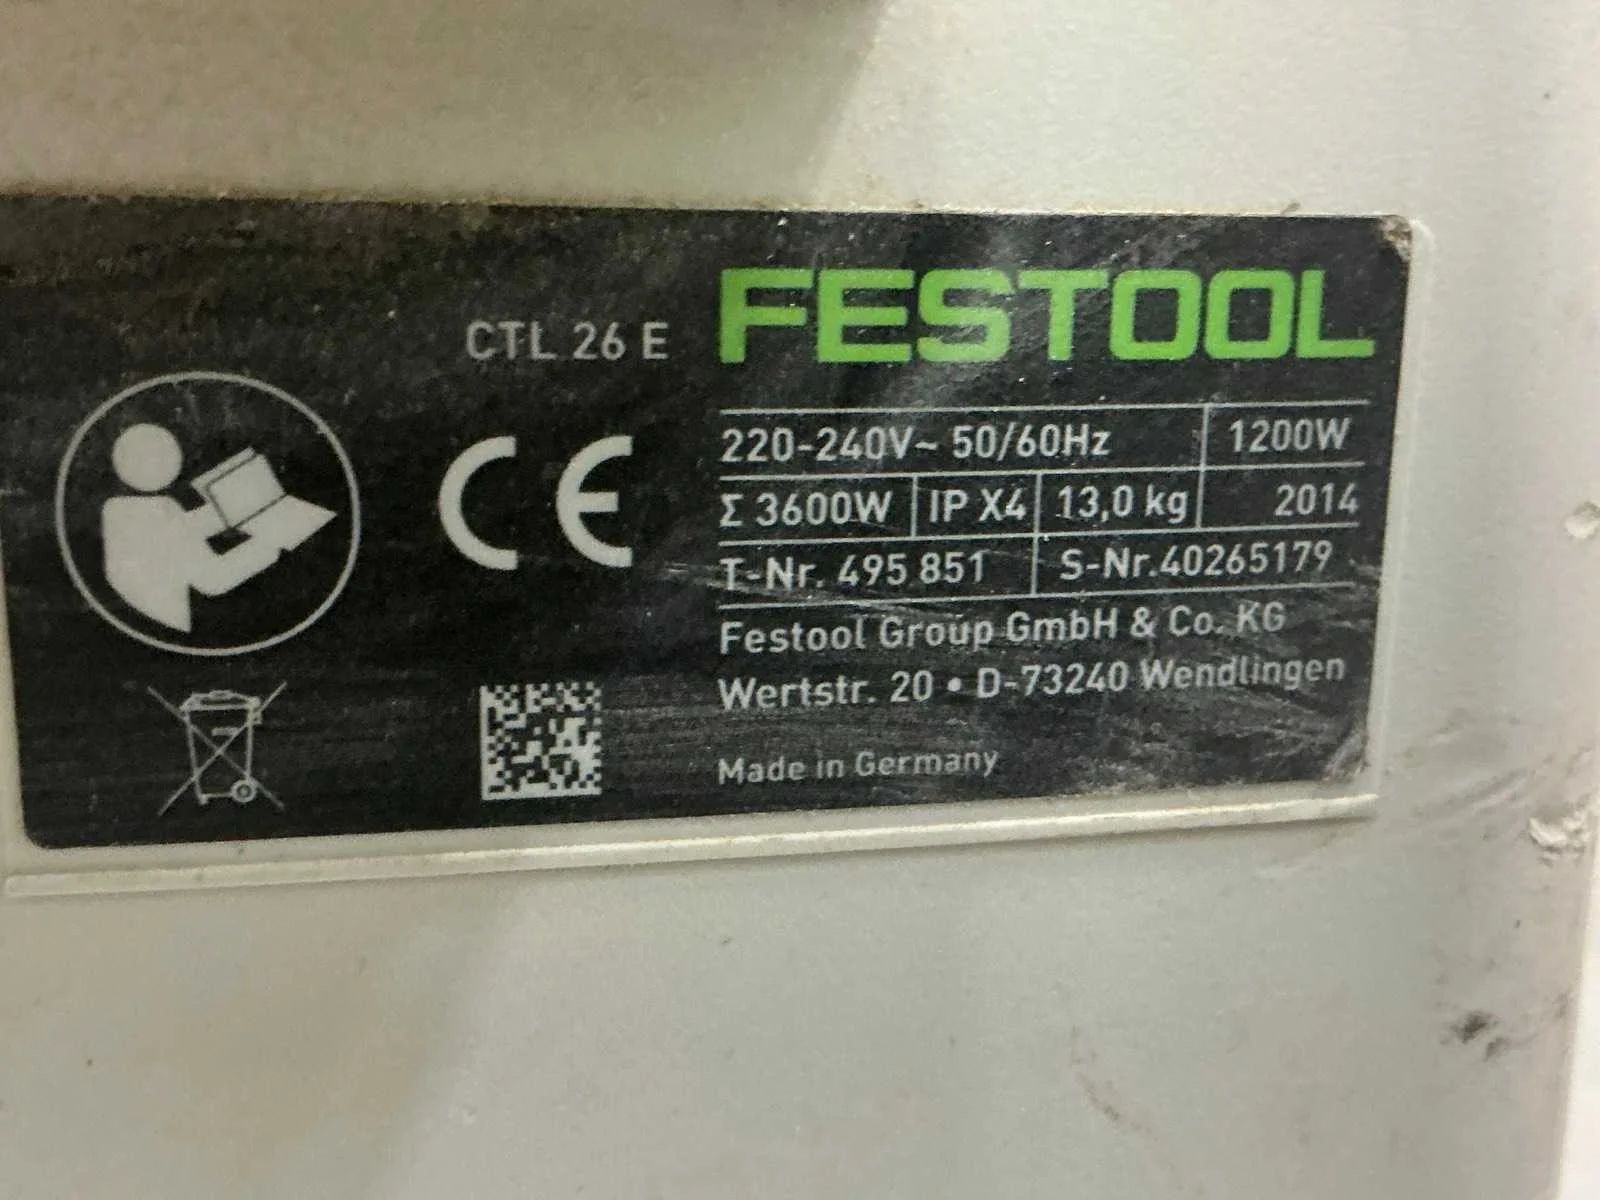 CTL 26 E FESTOOL
220-240V~ 50/60Hz 1200W
Σ 3600W IP X4 13,0 kg 2014
T-Nr. 495 851 S-Nr.40265179
Festool Group GmbH & Co. KG
Wertstr. 20 • D-73240 Wendlingen
Made in Germany
CE